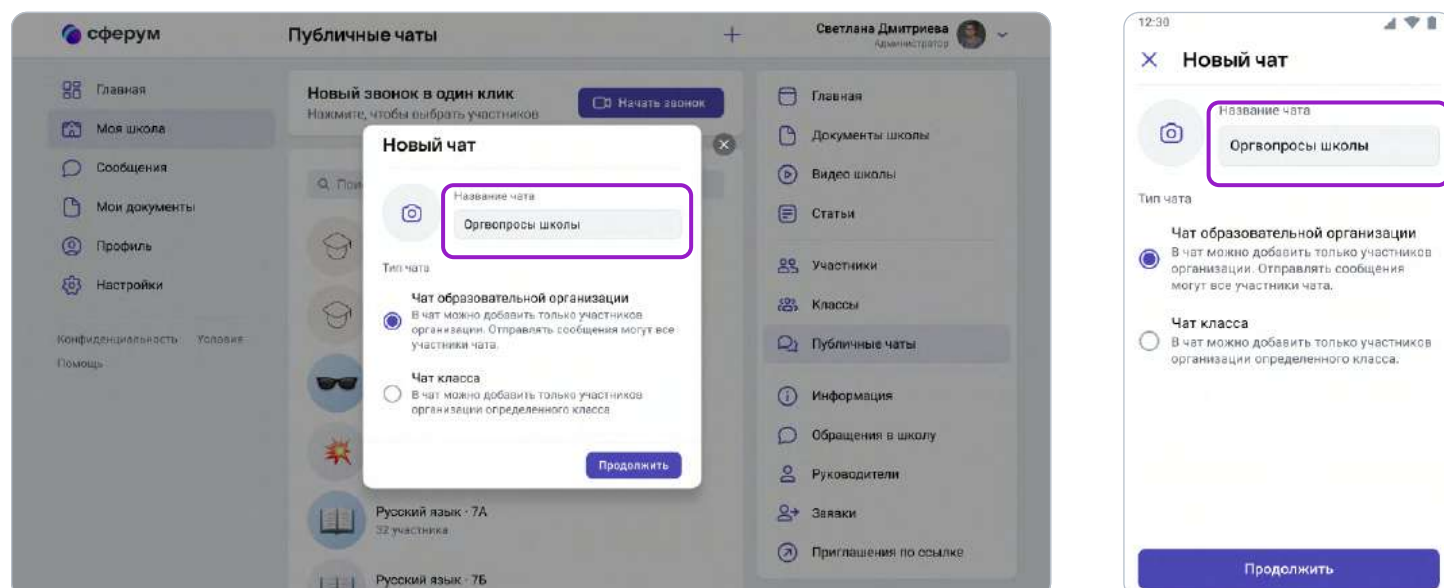 сферум
Публичные чаты
Светлана Дмитриева
Администратор
Главная
Моя школа
Сообщения
Мои документы
Профиль
Настройки
Конфиденциальность Условия
Помощь
Новый звонок в один клик
Нажмите, чтобы выбрать участников
Начать звонок
Новый чат
Название чата
Оргвопросы школы
Тип чата
Чат образовательной организации
В чат можно добавить только участников
организации. Отправлять сообщения могут все
участники чата.
Чат класса
В чат можно добавить только участников
организации определенного класса
Продолжить
Русский язык · 7А
32 участника
Русский язык · 7Б
Главная
Документы школы
Видео школы
Статьи
Участники
Классы
Публичные чаты
Информация
Обращения в школу
Руководители
Заявки
Приглашения по ссылке
12:30
Новый чат
Название чата
Оргвопросы школы
Тип чата
Чат образовательной организации
В чат можно добавить только участников
организации. Отправлять сообщения
могут все участники чата.
Чат класса
В чат можно добавить только участников
организации определенного класса.
Продолжить